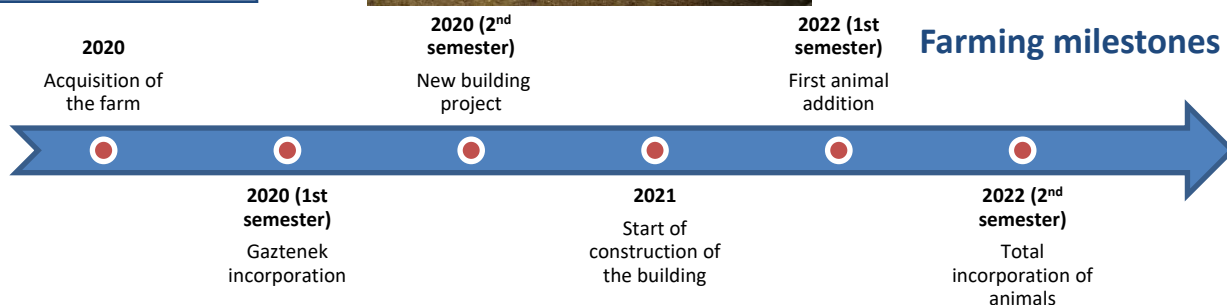 Farming milestones
2020
Acquisition of
the farm
2020 (1st
semester)
Gaztenek
incorporation
2020 (2nd
semester)
New building
project
2021
Start of
construction of
the building
2022 (1st
semester)
First animal
addition
2022 (2nd
semester)
Total
incorporation of
animals